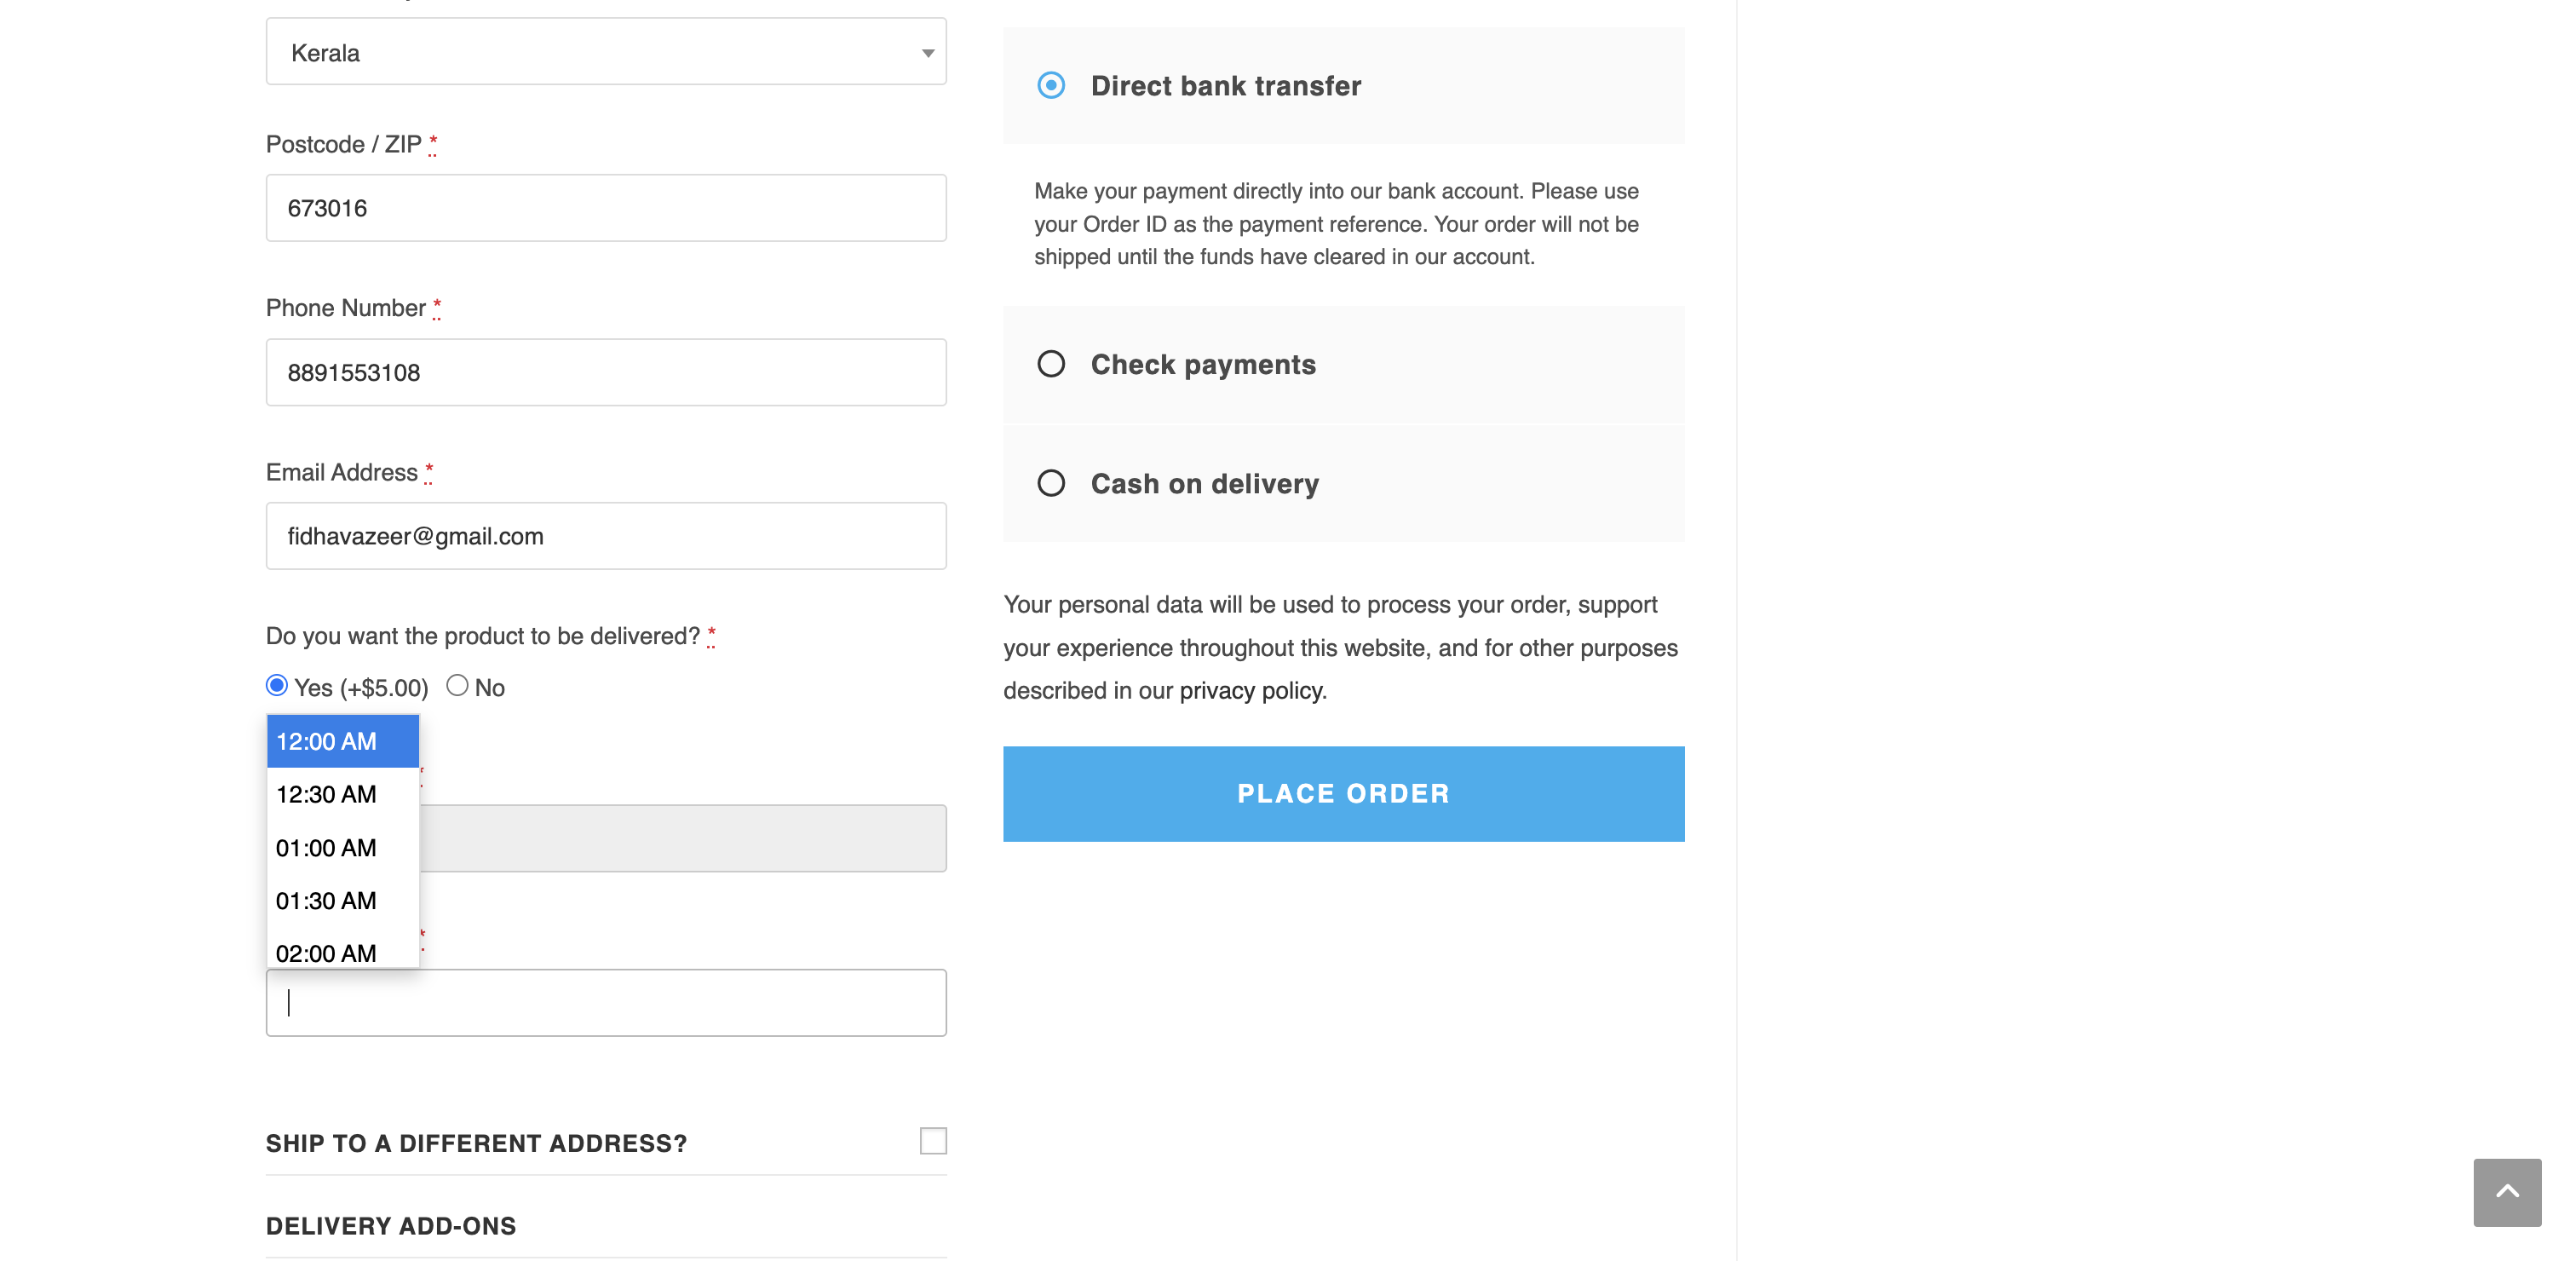 Kerala
Postcode / ZIP *
673016
Phone Number *
8891553108
Email Address *
fidhavazeer@gmail.com
Do you want the product to be delivered? *
Yes (+$5.00) No
12:00 AM
12:30 AM
*
01:00 AM
01:30 AM
02:00 AM
*
SHIP TO A DIFFERENT ADDRESS?
DELIVERY ADD-ONS
Direct bank transfer
Make your payment directly into our bank account. Please use
your Order ID as the payment reference. Your order will not be
shipped until the funds have cleared in our account.
Check payments
Cash on delivery
Your personal data will be used to process your order, support
your experience throughout this website, and for other purposes
described in our privacy policy.
PLACE ORDER